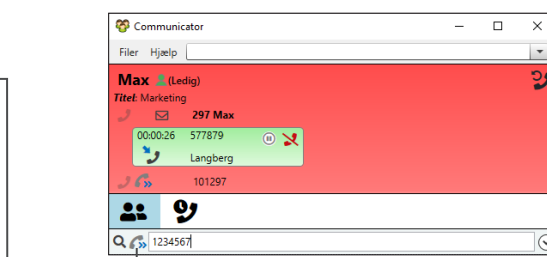 Communicator
Filer Hjælp
Max (Ledig)
Titel: Marketing
297 Max
00:00:26 577879
Langberg
101297
1234567